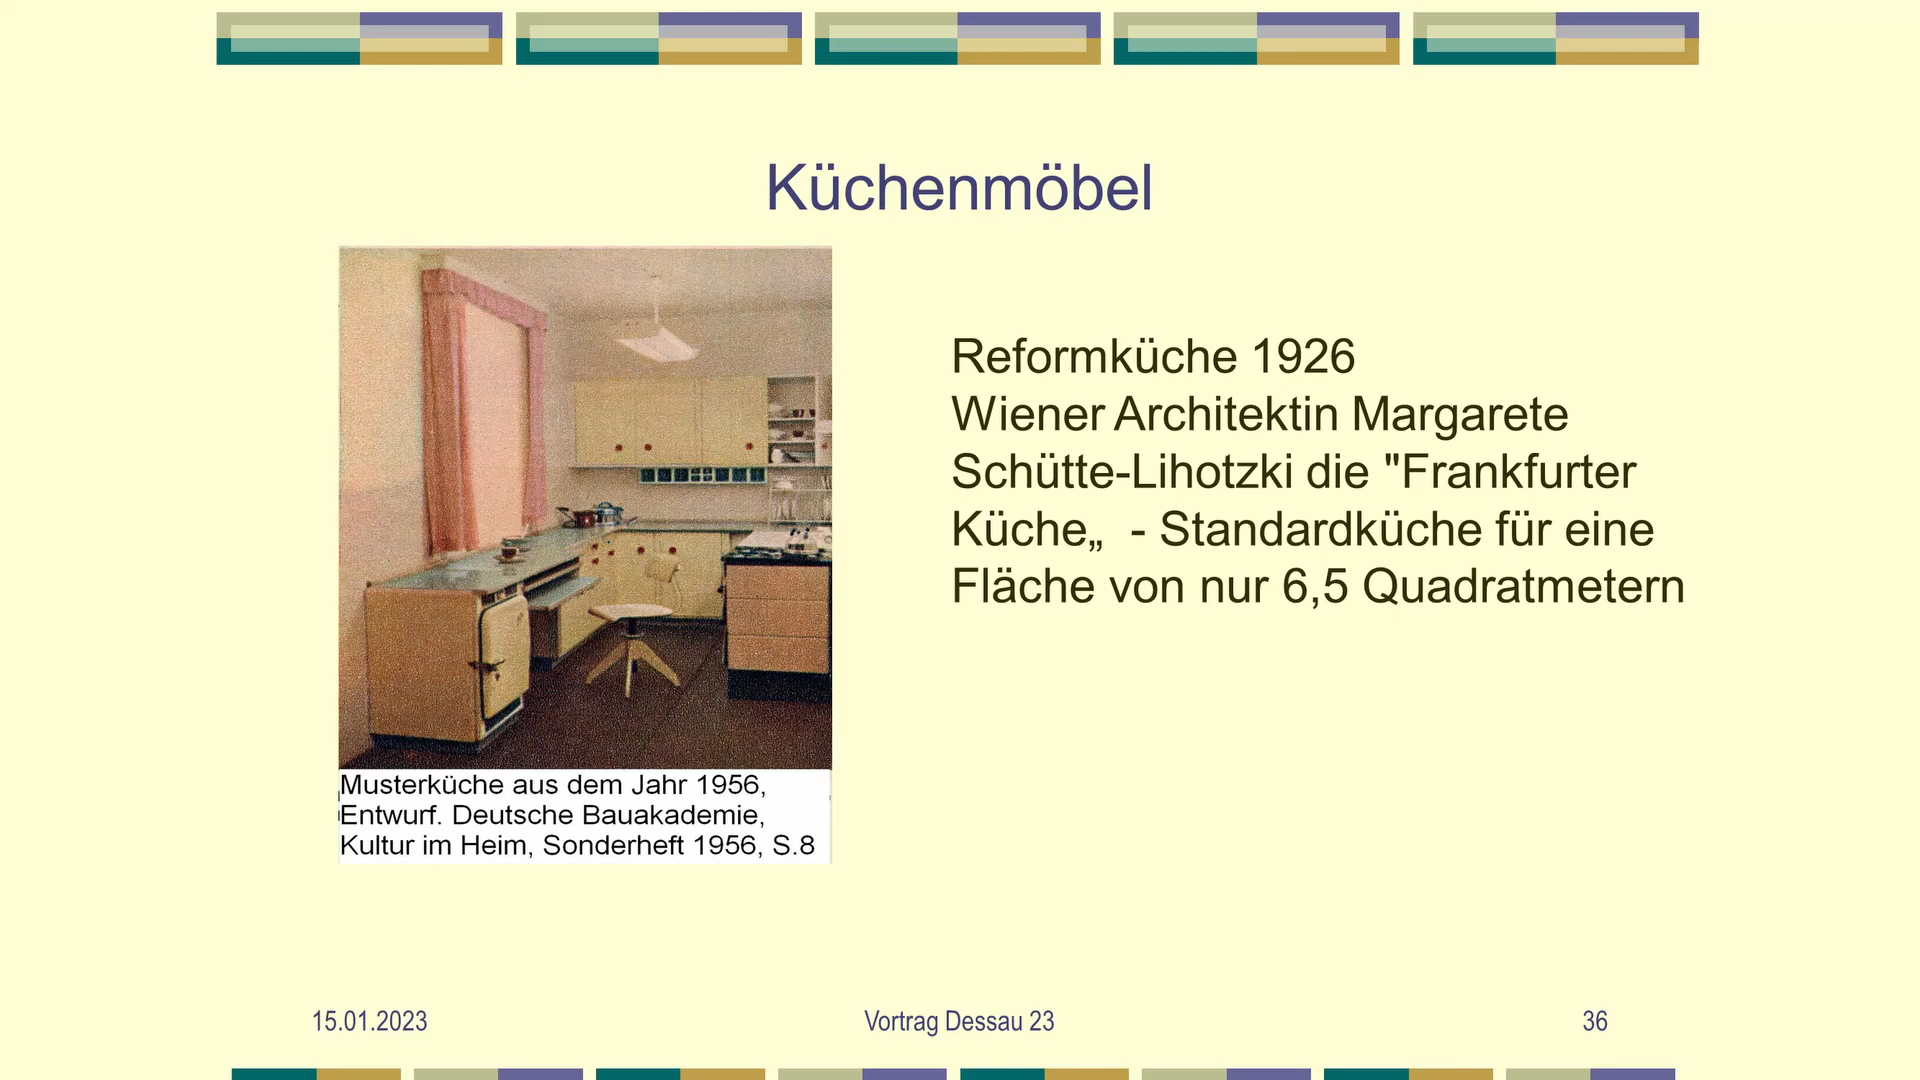 Küchenmöbel
Reformküche 1926
Wiener Architektin Margarete
Schütte-Lihotzki die "Frankfurter
Küche„  - Standardküche für eine
Fläche von nur 6,5 Quadratmetern
Musterküche aus dem Jahr 1956,
Entwurf. Deutsche Bauakademie,
Kultur im Heim, Sonderheft 1956, S.8
15.01.2023
Vortrag Dessau 23
36